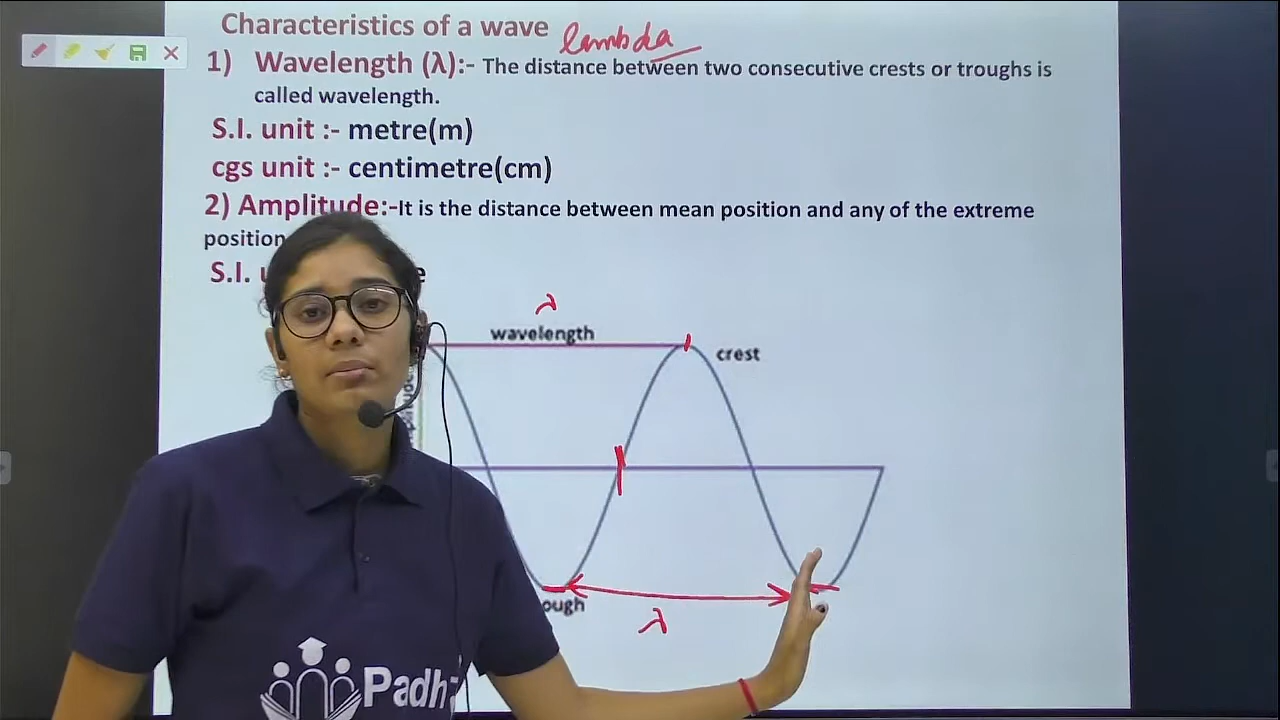 Characteristics of a wave
lambda
1) Wavelength (λ):- The distance between two consecutive crests or troughs is
called wavelength.
S.I. unit :- metre(m)
cgs unit :- centimetre(cm)
2) Amplitude:-It is the distance between mean position and any of the extreme
position
S.I.
λ
wavelength
crest
ough
λ
Padh